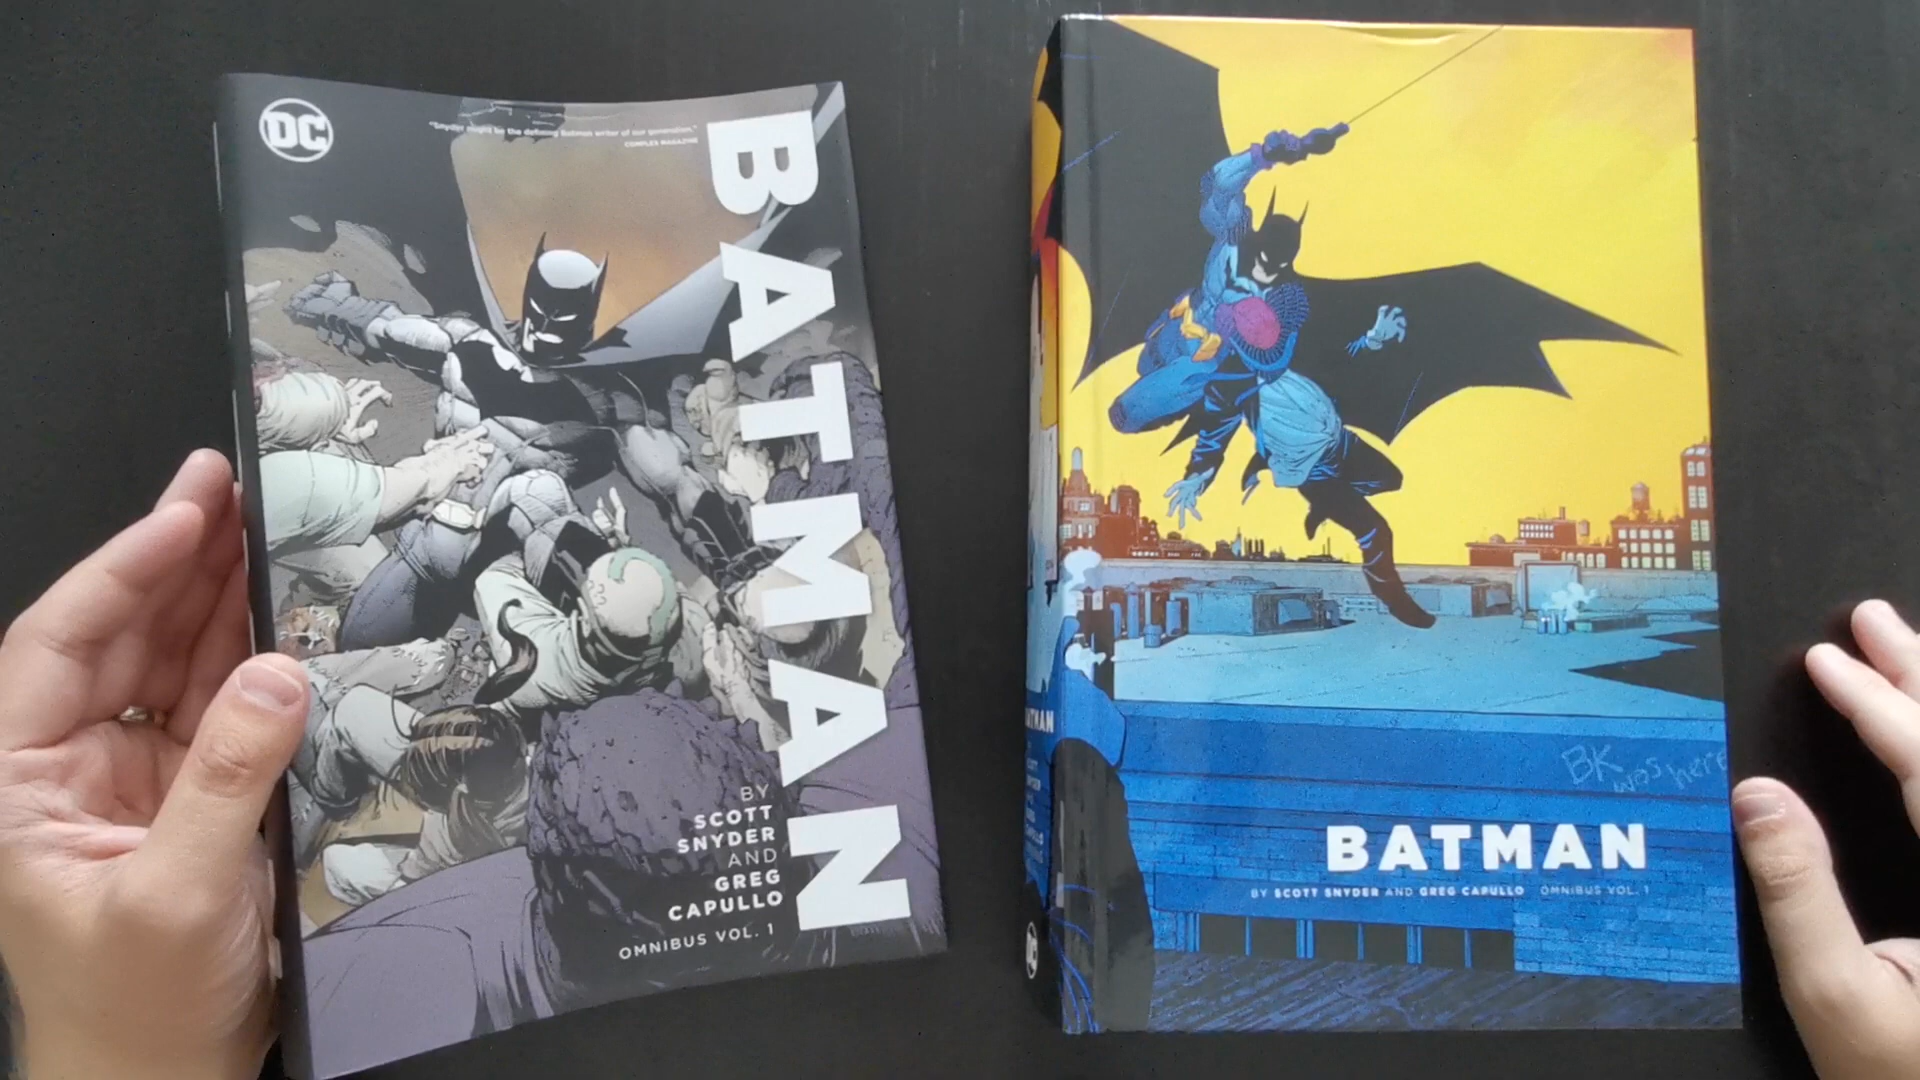 DC
"Snyder might be the defining Batman writer of our generation."
COMPLEX MAGAZINE
BATMAN
BY
SCOTT
SNYDER
AND
GREG
CAPULLO
OMNIBUS VOL. 1
BK
was here
BATMAN
BY SCOTT SNYDER AND GREG CAPULLO OMNIBUS VOL. 1
BATMAN
DC